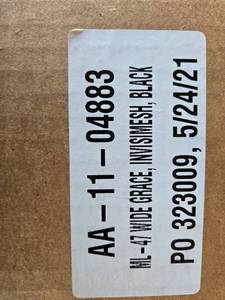 AA-11-04883
ML-47 WIDE GRACE, INVISIMESH, BLACK
PO 323009, 5/24/21